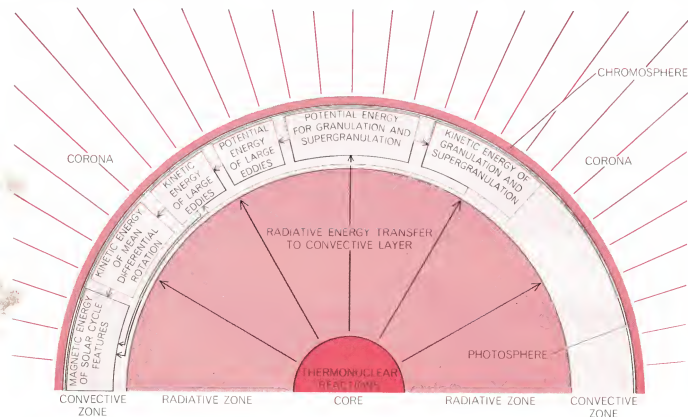 CHROMOSPHERE
CORONA
CORONA
POTENTIAL ENERGY
FOR GRANULATION AND
SUPERGRANULATION
POTENTIAL
ENERGY
OF LARGE
EDDIES
KINETIC ENERGY OF
GRANULATION AND
SUPERGRANULATION
KINETIC
ENERGY
OF LARGE
EDDIES
KINETIC ENERGY
OF MEAN
DIFFERENTIAL
ROTATION
MAGNETIC ENERGY
OF SOLAR CYCLE
FEATURES
RADIATIVE ENERGY TRANSFER
TO CONVECTIVE LAYER
PHOTOSPHERE
THERMONUCLEAR
REACTIONS
CONVECTIVE
ZONE
RADIATIVE ZONE
CORE
RADIATIVE ZONE
CONVECTIVE
ZONE